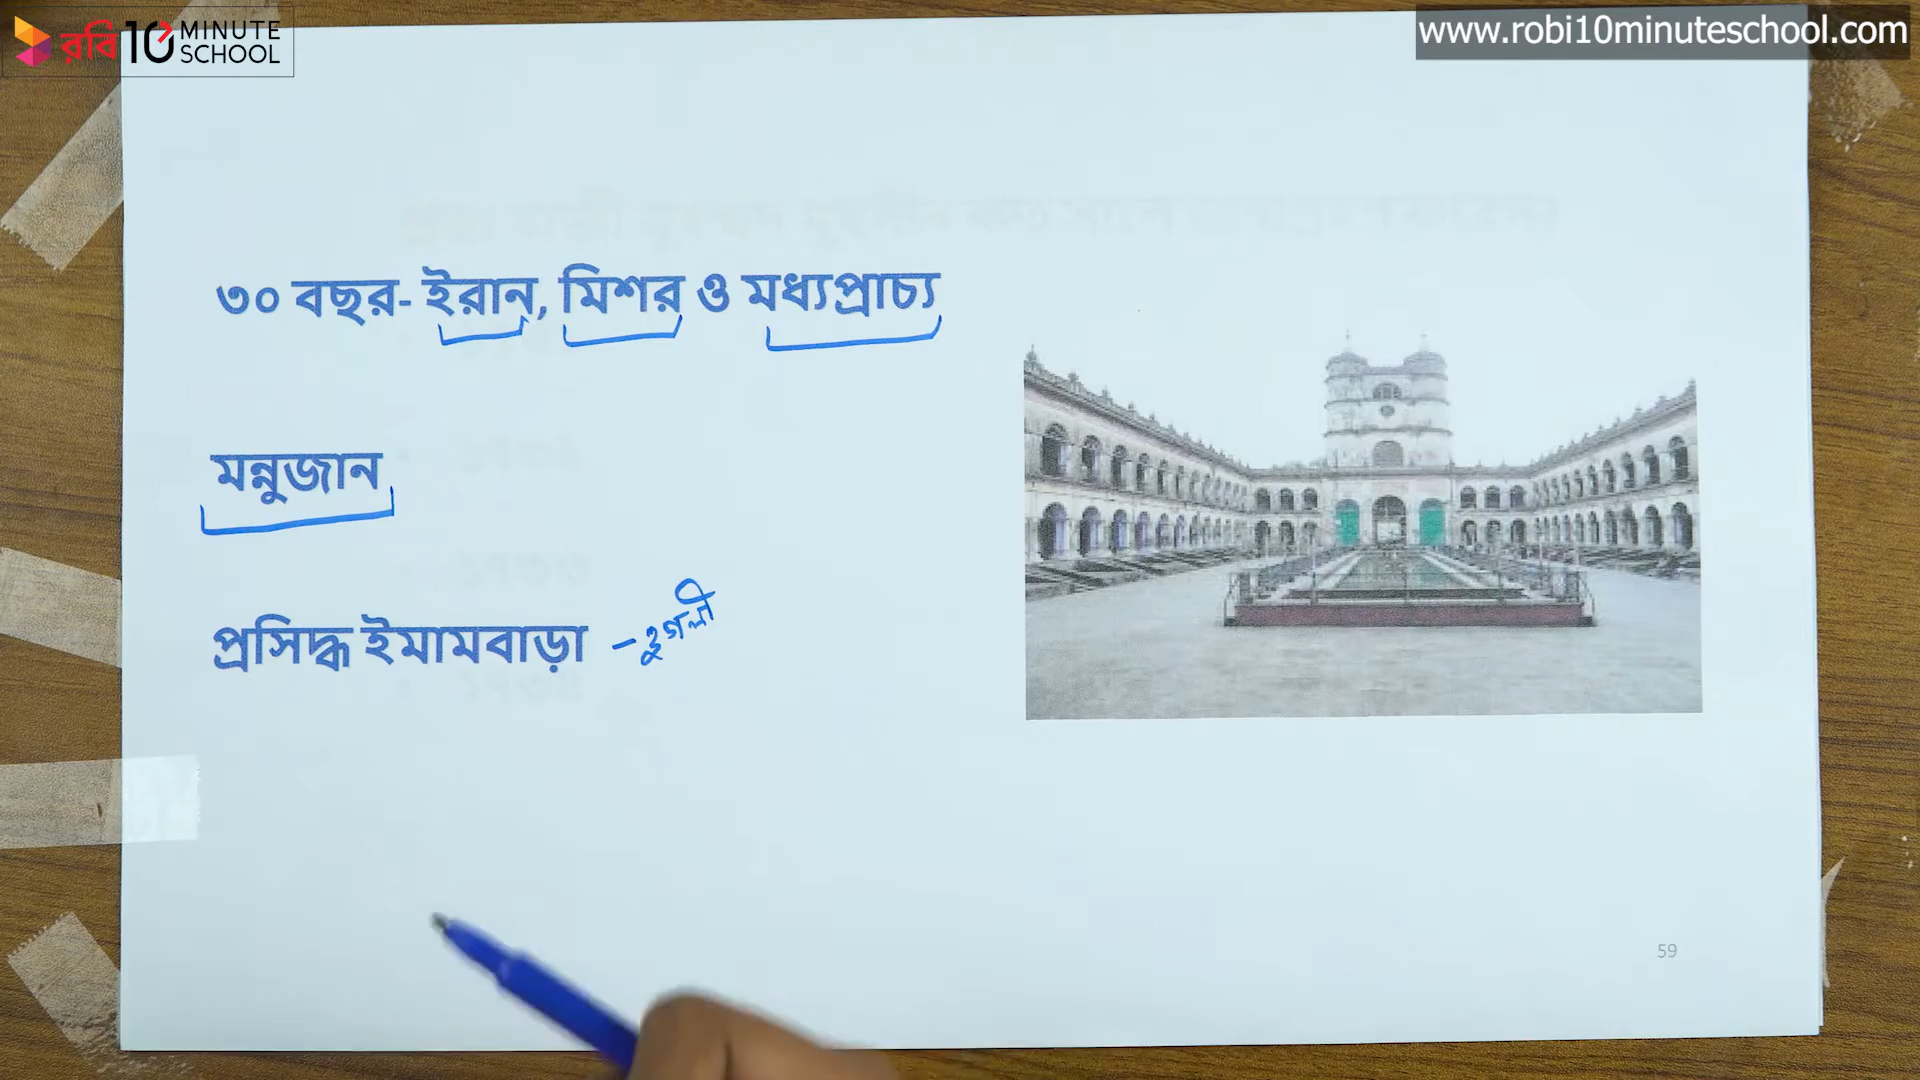 রবি 10 MINUTE SCHOOL
www.robi10minuteschool.com
৩০ বছর- ইরান, মিশর ও মধ্যপ্রাচ্য
মন্নুজান
প্রসিদ্ধ ইমামবাড়া - হুগলী
59